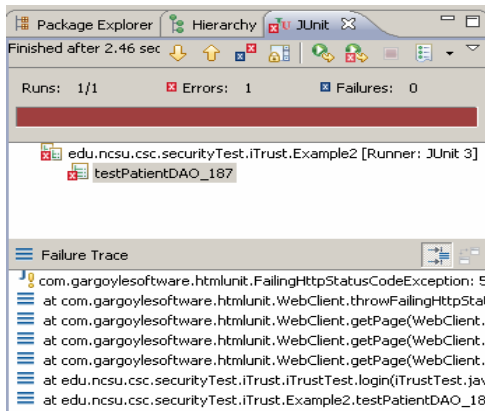 Package Explorer Hierarchy JUnit
Finished after 2.46 sec
Runs: 1/1 Errors: 1 Failures: 0
edu.ncsu.csc.securityTest.iTrust.Example2 [Runner: JUnit 3]
testPatientDAO_187
Failure Trace
com.gargoylesoftware.htmlunit.FailingHttpStatusCodeException: 5
at com.gargoylesoftware.htmlunit.WebClient.throwFailingHttpStat
at com.gargoylesoftware.htmlunit.WebClient.getPage(WebClient.
at com.gargoylesoftware.htmlunit.WebClient.getPage(WebClient.
at com.gargoylesoftware.htmlunit.WebClient.getPage(WebClient.
at edu.ncsu.csc.securityTest.iTrust.iTrustTest.login(iTrustTest.jav
at edu.ncsu.csc.securityTest.iTrust.Example2.testPatientDAO_18